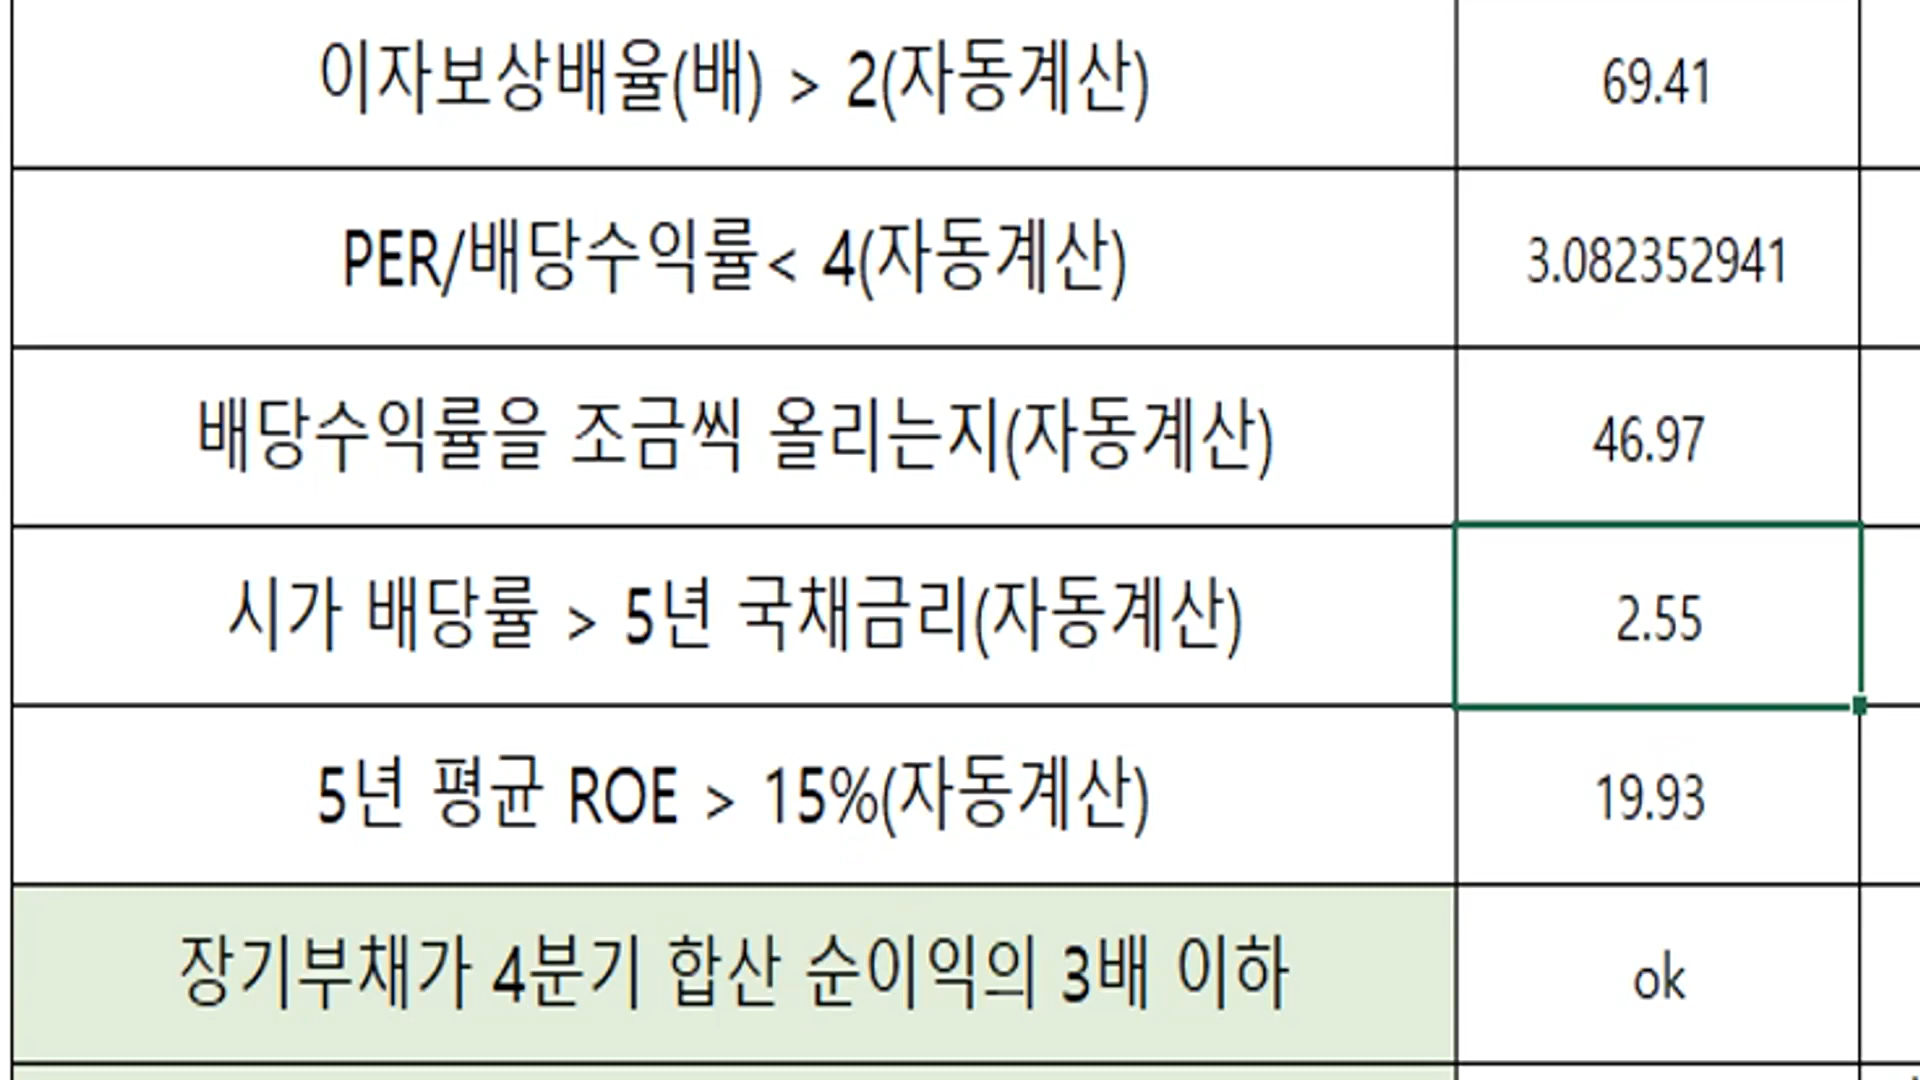 이자보상배율(배) > 2(자동계산) 69.41
PER/배당수익률< 4(자동계산) 3.082352941
배당수익률을 조금씩 올리는지(자동계산) 46.97
시가 배당률 > 5년 국채금리(자동계산) 2.55
5년 평균 ROE > 15%(자동계산) 19.93
장기부채가 4분기 합산 순이익의 3배 이하 ok